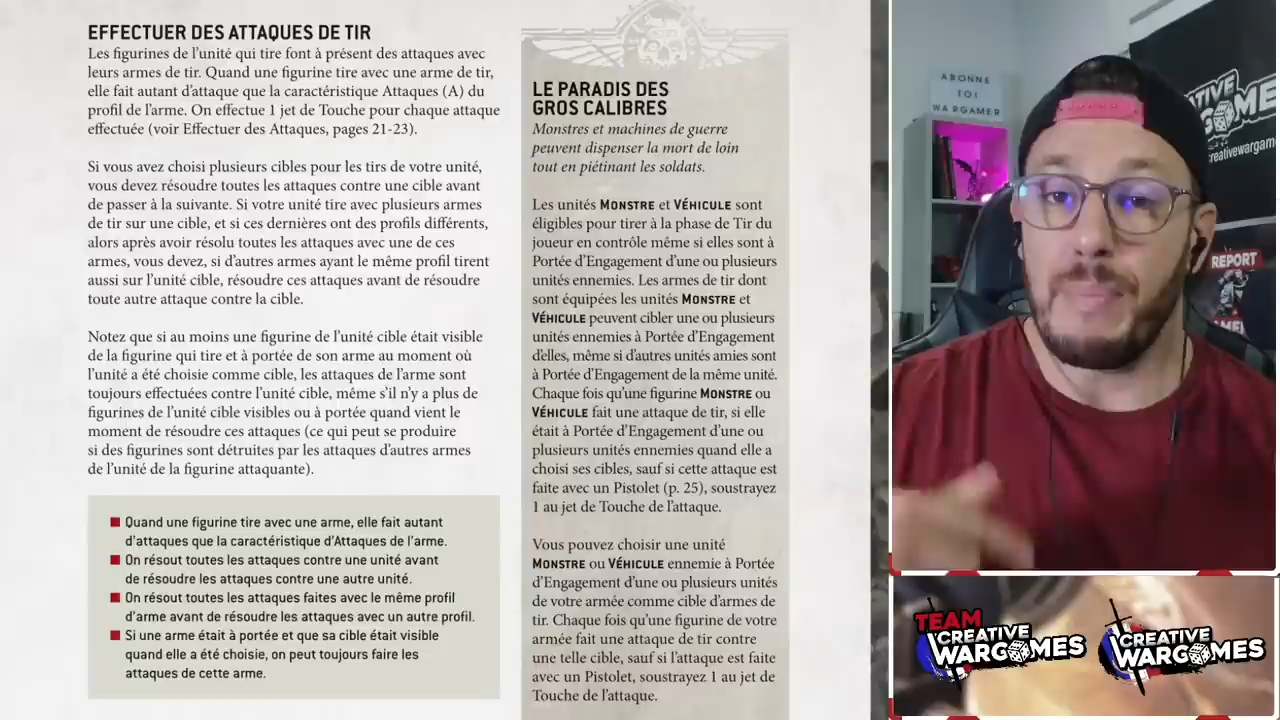 EFFECTUER DES ATTAQUES DE TIR
Les figurines de l'unité qui tire font à présent des attaques avec
leurs armes de tir. Quand une figurine tire avec une arme de tir,
elle fait autant d'attaque que la caractéristique Attaques (A) du
profil de l'arme. On effectue 1 jet de Touche pour chaque attaque
effectuée (voir Effectuer des Attaques, pages 21-23).
Si vous avez choisi plusieurs cibles pour les tirs de votre unité,
vous devez résoudre toutes les attaques contre une cible avant
de passer à la suivante. Si votre unité tire avec plusieurs armes
de tir sur une cible, et si ces dernières ont des profils différents,
alors après avoir résolu toutes les attaques avec une de ces
armes, vous devez, si d'autres armes ayant le même profil tirent
aussi sur l'unité cible, résoudre ces attaques avant de résoudre
toute autre attaque contre la cible.
Notez que si au moins une figurine de l'unité cible était visible
de la figurine qui tire et à portée de son arme au moment où
l'unité a été choisie comme cible, les attaques de l'arme sont
toujours effectuées contre l'unité cible, même s'il n'y a plus de
figurines de l'unité cible visibles ou à portée quand vient le
moment de résoudre ces attaques (ce qui peut se produire
si des figurines sont détruites par les attaques d'autres armes
de l'unité de la figurine attaquante).
Quand une figurine tire avec une arme, elle fait autant
d'attaques que la caractéristique d'Attaques de l'arme.
On résout toutes les attaques contre une unité avant
de résoudre les attaques contre une autre unité.
On résout toutes les attaques faites avec le même profil
d'arme avant de résoudre les attaques avec un autre profil.
Si une arme était à portée et que sa cible était visible
quand elle a été choisie, on peut toujours faire les
attaques de cette arme.
LE PARADIS DES
GROS CALIBRES
Monstres et machines de guerre
peuvent dispenser la mort de loin
tout en piétinant les soldats.
Les unités MONSTRE et VÉHICULE sont
éligibles pour tirer à la phase de Tir du
joueur en contrôle même si elles sont à
Portée d'Engagement d'une ou plusieurs
unités ennemies. Les armes de tir dont
sont équipées les unités MONSTRE et
VÉHICULE peuvent cibler une ou plusieurs
unités ennemies à Portée d'Engagement
d'elles, même si d'autres unités amies sont
à Portée d'Engagement de la même unité.
Chaque fois qu'une figurine MONSTRE ou
VÉHICULE fait une attaque de tir, si elle
était à Portée d'Engagement d'une ou
plusieurs unités ennemies quand elle a
choisi ses cibles, sauf si cette attaque est
faite avec un Pistolet (p. 25), soustrayez
1 au jet de Touche de l'attaque.
Vous pouvez choisir une unité
MONSTRE ou VÉHICULE ennemie à Portée
d'Engagement d'une ou plusieurs unités
de votre armée comme cible d'armes de
tir. Chaque fois qu'une figurine de votre
armée fait une attaque de tir contre
une telle cible, sauf si l'attaque est faite
avec un Pistolet, soustrayez 1 au jet de
Touche de l'attaque.
ABONNE
TOI
WARGAMER
REPORT
TEAM
CREATIVE
WARGAMES
CREATIVE
WARGAMES